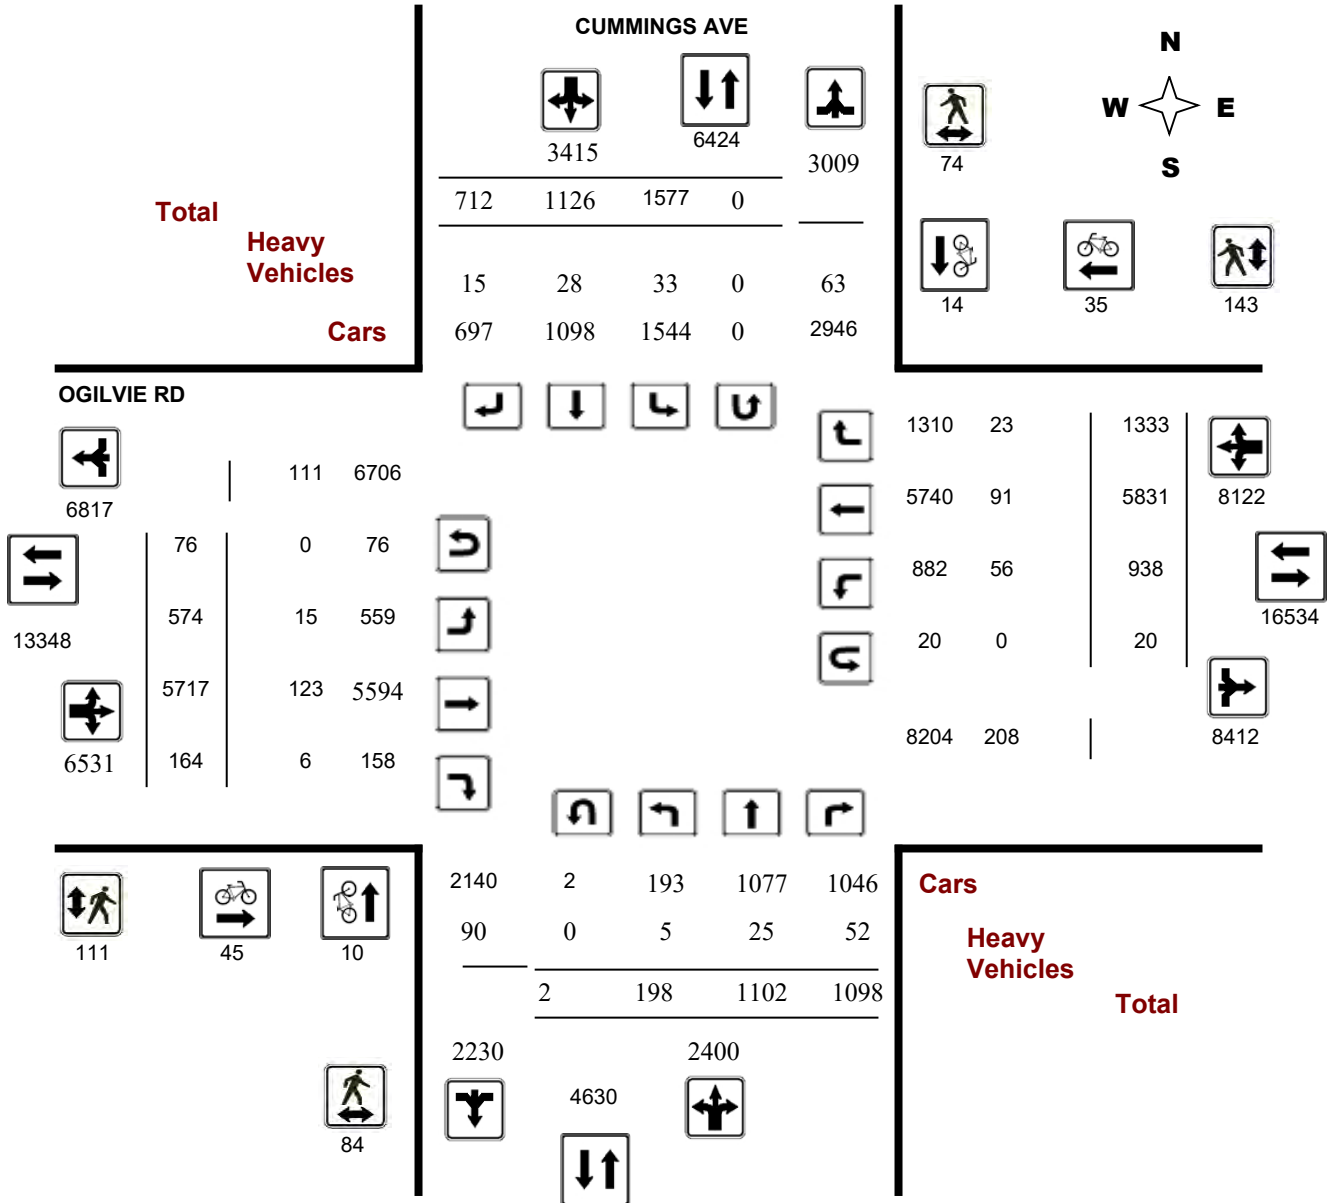 CUMMINGS AVE
N
W E
S
3415 6424 3009 74
712 1126 1577 0
Total
Heavy
Vehicles
15 28 33 0 63
14 35 143
Cars 697 1098 1544 0 2946
OGILVIE RD
1310 23 1333
111 6706
6817
5740 91 5831 8122
76 0 76
882 56 938
574 15 559
16534
13348
20 0 20
5717 123 5594
8204 208 8412
6531 164 6 158
2140 2 193 1077 1046 Cars
90 0 5 25 52 Heavy
Vehicles
111 45 10
2 198 1102 1098 Total
2230 2400
4630
84